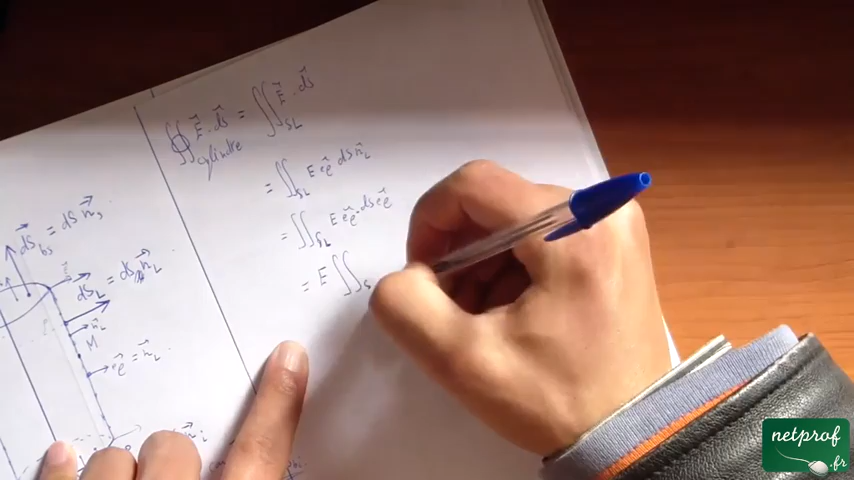 ∯cylindre E⃗ · dS⃗ = ∬SL E⃗ · dS⃗
= ∬SL E e⃗ρ dS n⃗L
= ∬SL E e⃗ρ · dS e⃗ρ
= E ∬S
dS⃗bs = dS n⃗s
dS⃗L = dS n⃗L
n⃗L
M
e⃗ρ = n⃗L
netprof
.fr